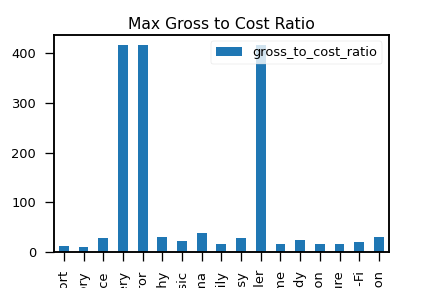 Max Gross to Cost Ratio
gross_to_cost_ratio
400
300
200
100
0
ort
ry
ce
ery
ror
hy
sic
ma
ily
sy
ler
me
dy
on
ure
-Fi
on